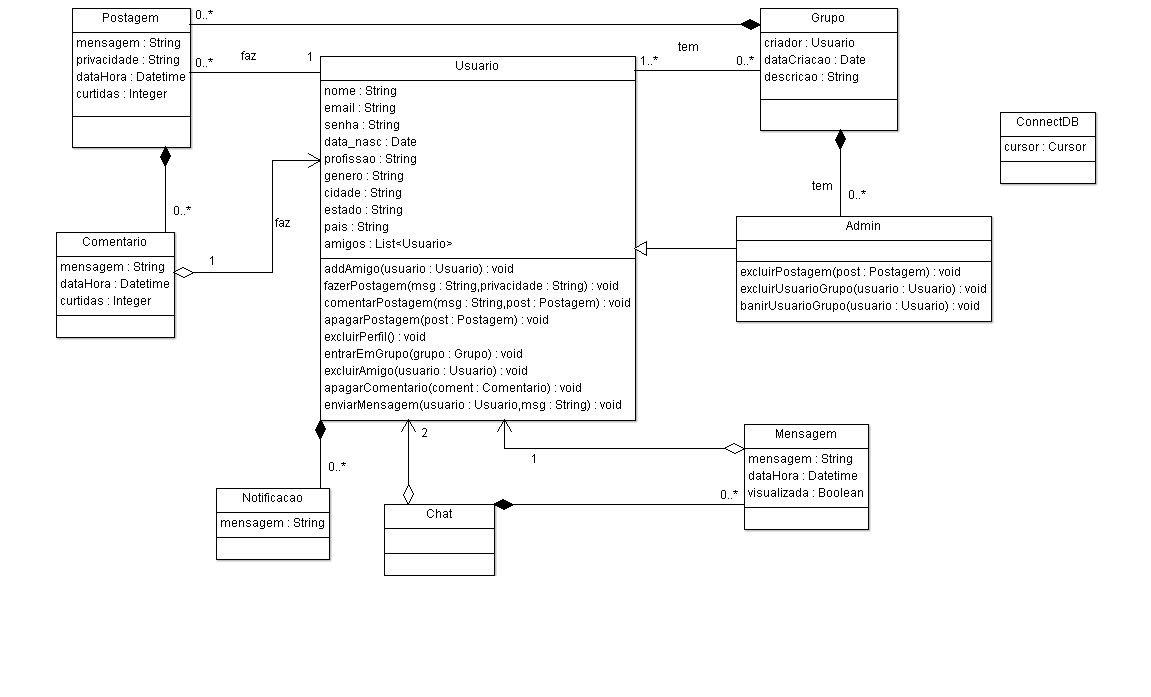 Postagem
mensagem : String
privacidade : String
dataHora : Datetime
curtidas : Integer
0..*
0..*
faz
1
Usuario
nome : String
email : String
senha : String
data_nasc : Date
profissao : String
genero : String
cidade : String
estado : String
pais : String
amigos : List<Usuario>
addAmigo(usuario : Usuario) : void
fazerPostagem(msg : String,privacidade : String) : void
comentarPostagem(msg : String,post : Postagem) : void
apagarPostagem(post : Postagem) : void
excluirPerfil() : void
entrarEmGrupo(grupo : Grupo) : void
excluirAmigo(usuario : Usuario) : void
apagarComentario(coment : Comentario) : void
enviarMensagem(usuario : Usuario,msg : String) : void
tem
1..*
0..*
Grupo
criador : Usuario
dataCriacao : Date
descricao : String
ConnectDB
cursor : Cursor
tem
0..*
Admin
excluirPostagem(post : Postagem) : void
excluirUsuarioGrupo(usuario : Usuario) : void
banirUsuarioGrupo(usuario : Usuario) : void
0..*
Comentario
mensagem : String
dataHora : Datetime
curtidas : Integer
1
faz
0..*
Notificacao
mensagem : String
2
Chat
1
0..*
Mensagem
mensagem : String
dataHora : Datetime
visualizada : Boolean